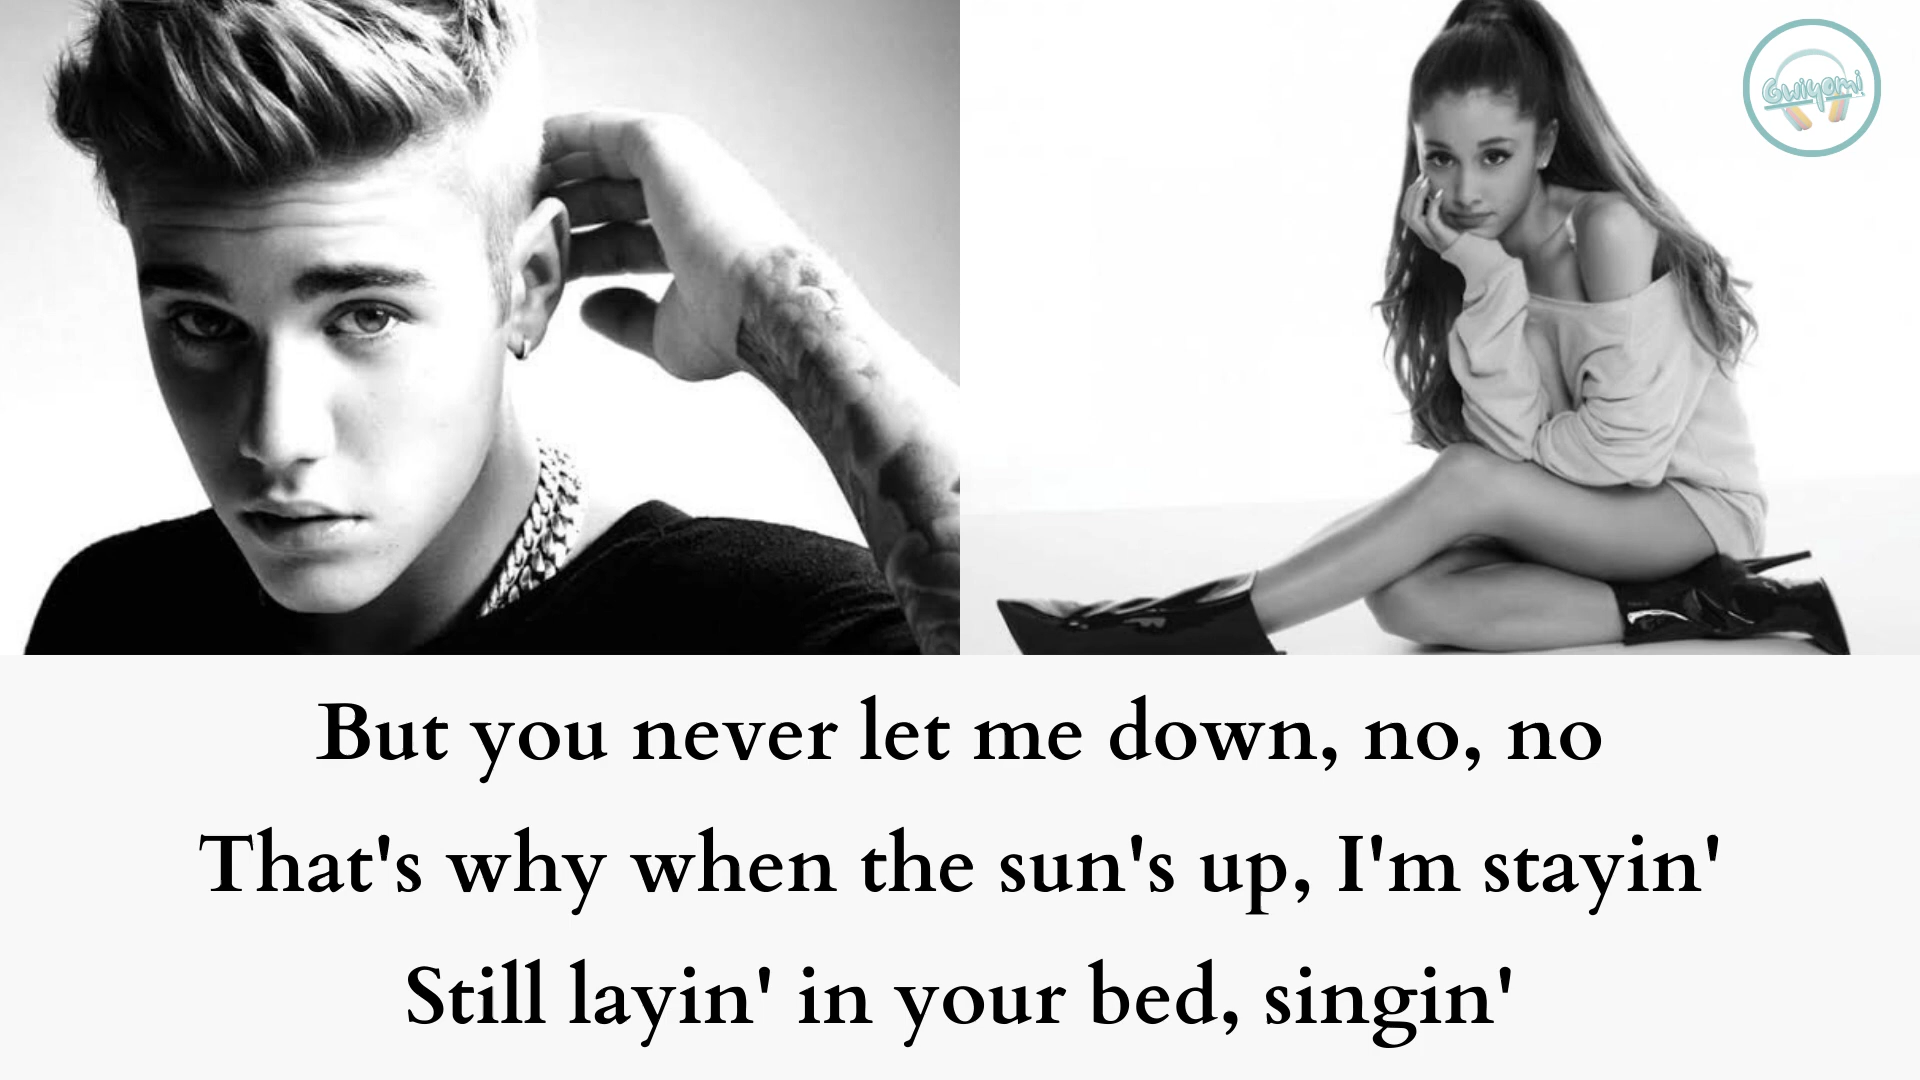 Gwiyomi
But you never let me down, no, no
That's why when the sun's up, I'm stayin'
Still layin' in your bed, singin'